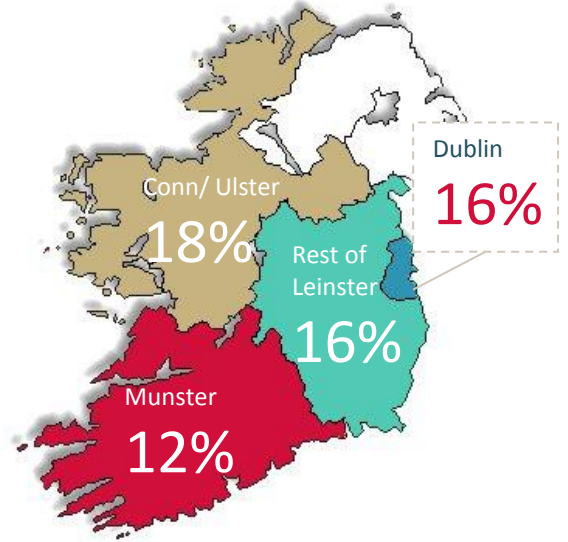 Dublin
16%
Conn/ Ulster
18%
Rest of
Leinster
16%
Munster
12%